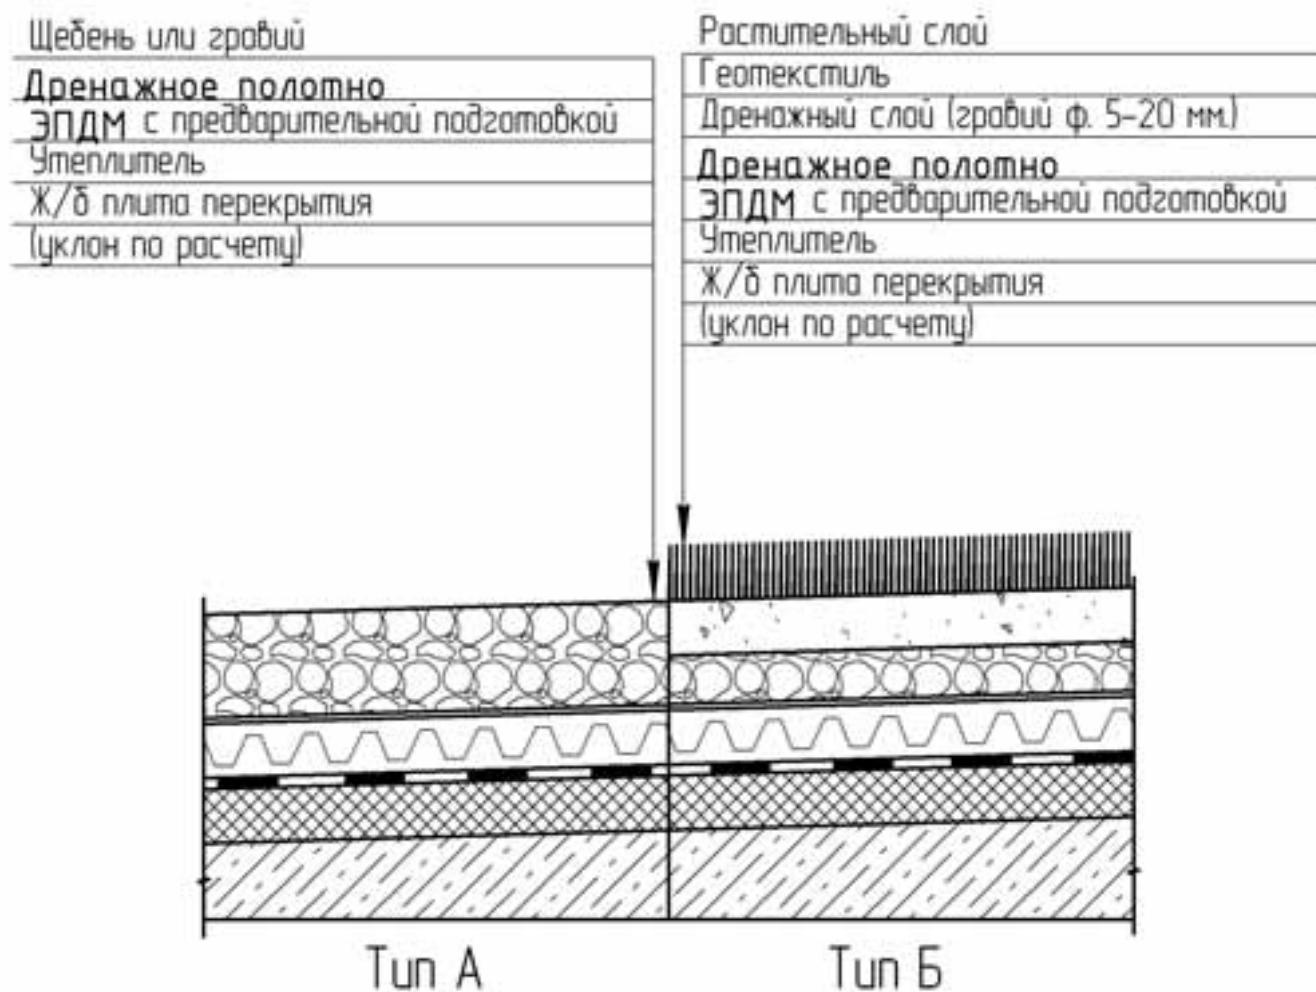 Щебень или гравий
Дренажное полотно
ЭПДМ с предварительной подготовкой
Утеплитель
Ж/б плита перекрытия
(уклон по расчету)
Растительный слой
Геотекстиль
Дренажный слой (гравий ф. 5-20 мм.)
Дренажное полотно
ЭПДМ с предварительной подготовкой
Утеплитель
Ж/б плита перекрытия
(уклон по расчету)
Тип А
Тип Б